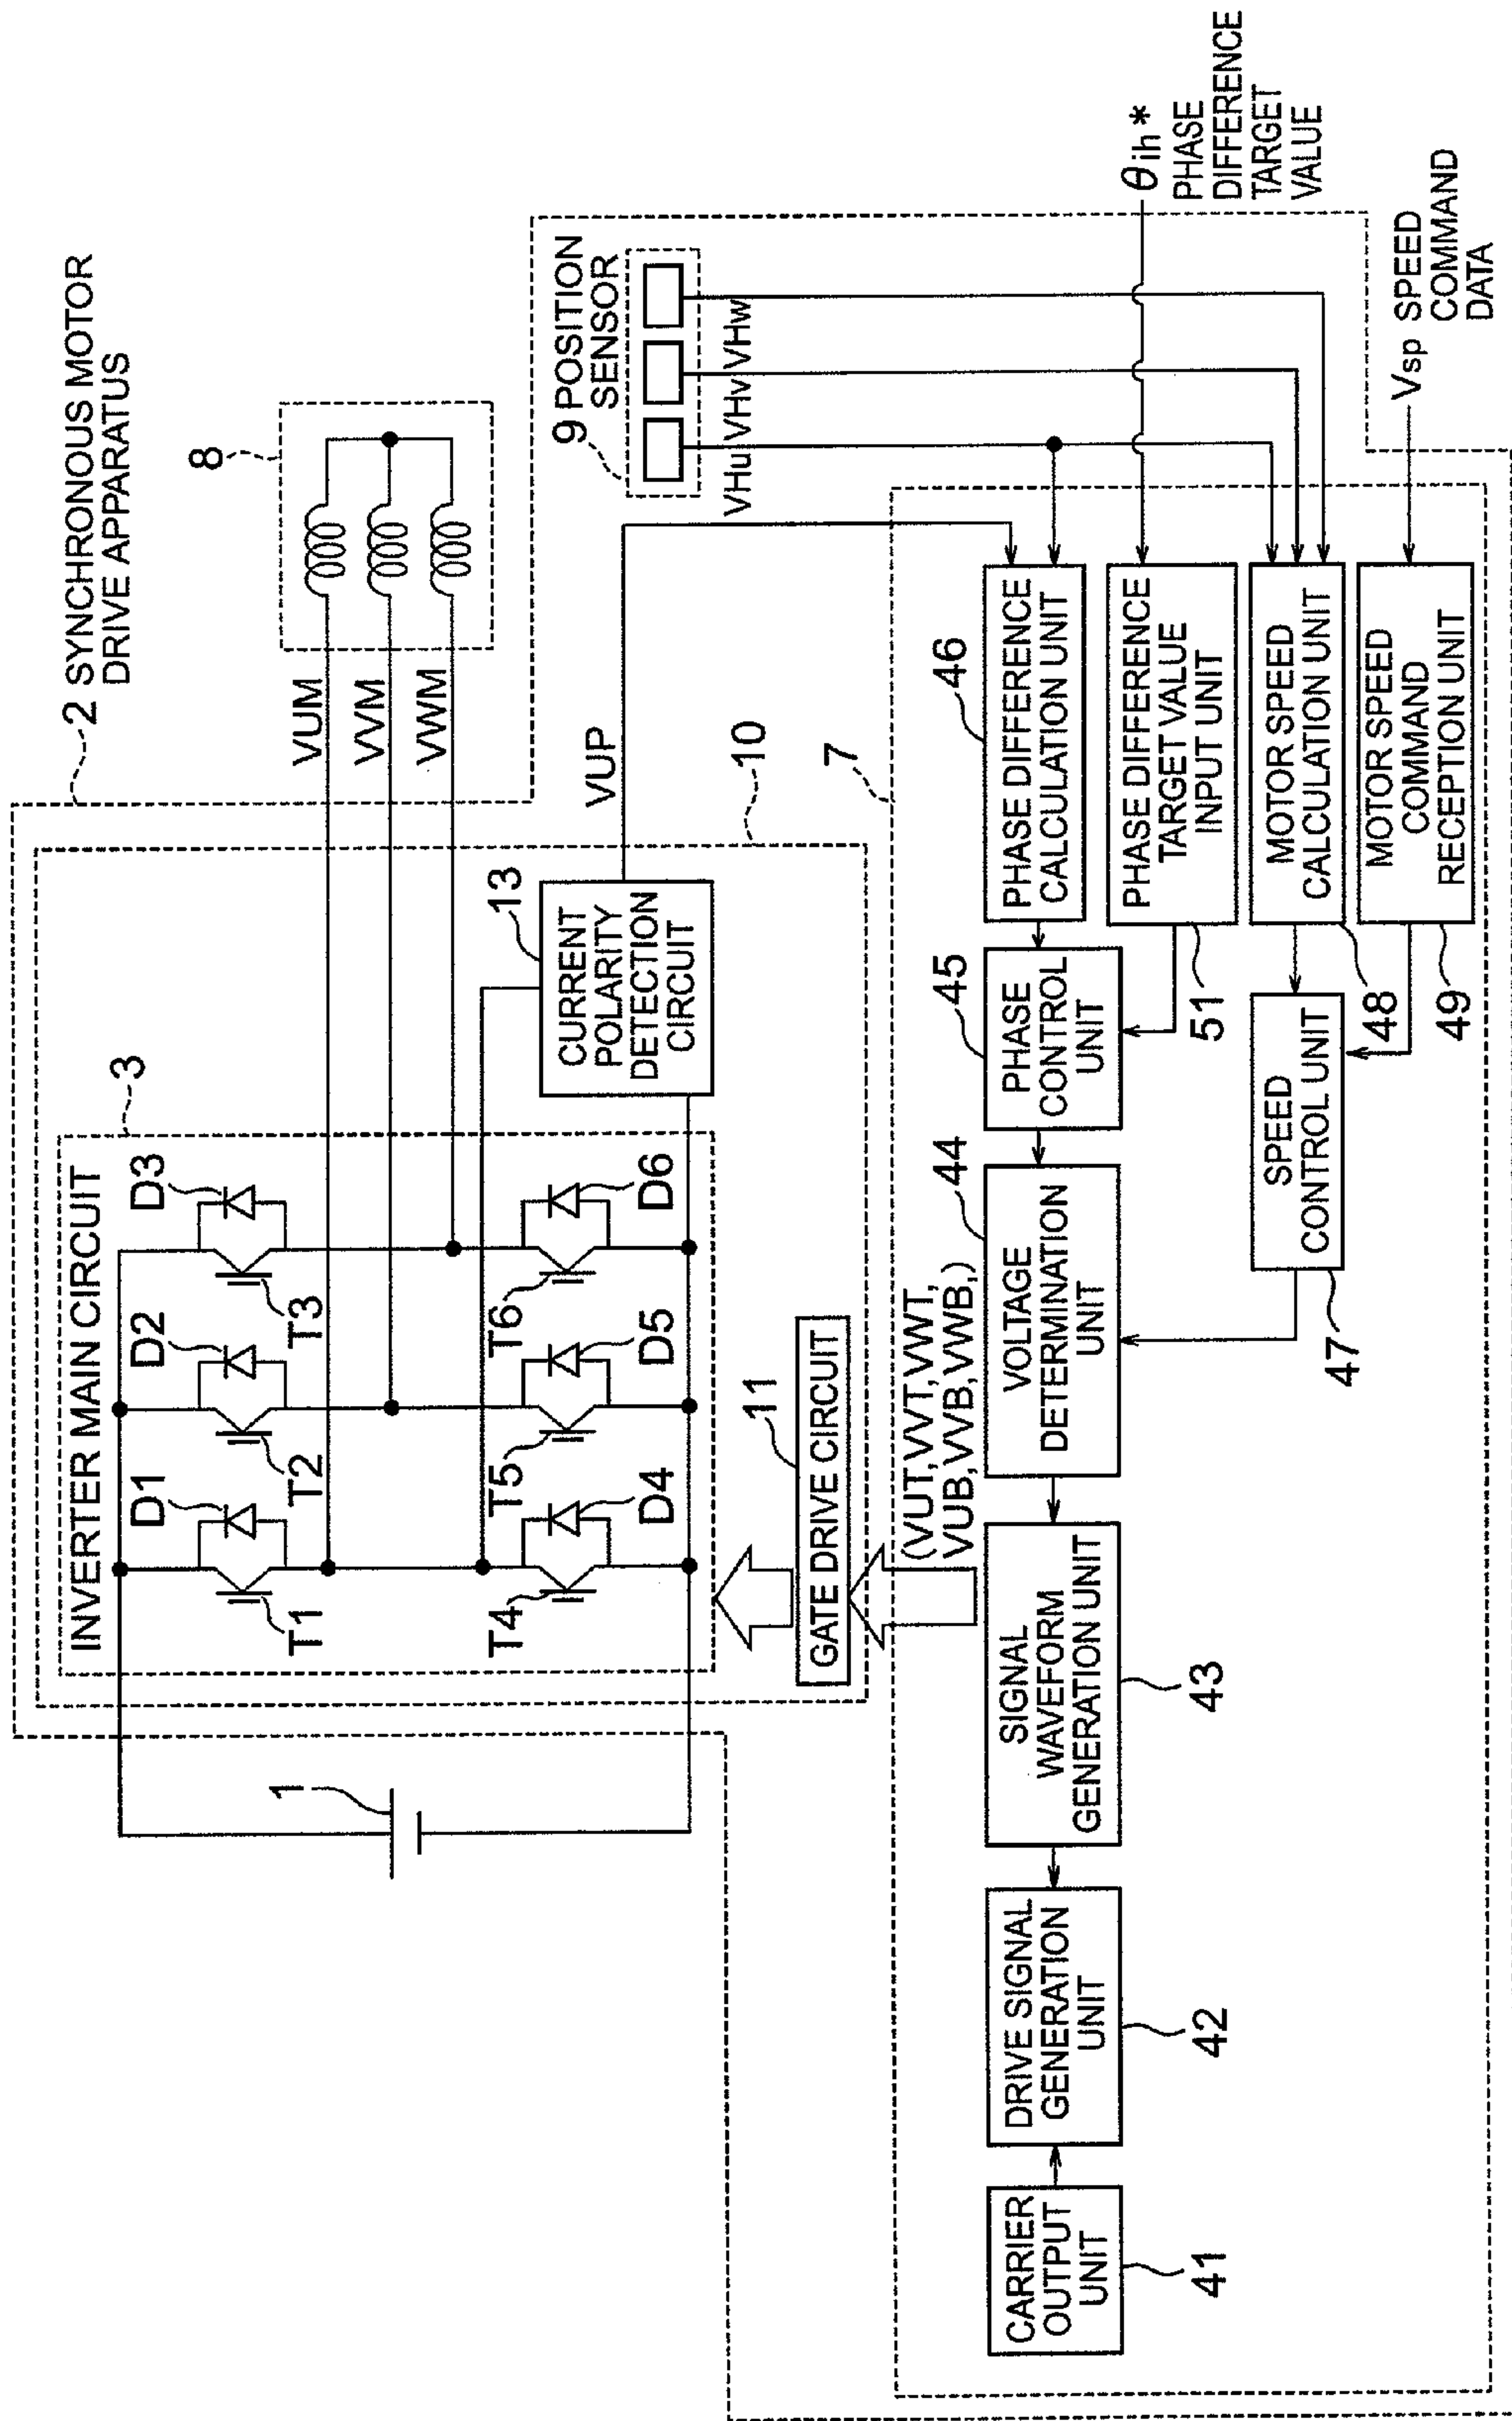 2 SYNCHRONOUS MOTOR
DRIVE APPARATUS
8
VUM
VVM
VWM
10
3
INVERTER MAIN CIRCUIT
D1
D2
D3
T1
T2
T3
T4
T5
T6
D4
D5
D6
1
13
CURRENT
POLARITY
DETECTION
CIRCUIT
VUP
9 POSITION
SENSOR
VHu
VHv
VHw
11
GATE DRIVE CIRCUIT
7
(VUT,VVT,VWT,
VUB,VVB,VWB,)
θih*
PHASE
DIFFERENCE
TARGET
VALUE
Vsp SPEED
COMMAND
DATA
CARRIER
OUTPUT
UNIT
41
DRIVE SIGNAL
GENERATION
UNIT
42
SIGNAL
WAVEFORM
GENERATION UNIT
43
VOLTAGE
DETERMINATION
UNIT
44
PHASE
CONTROL
UNIT
45
PHASE DIFFERENCE
CALCULATION UNIT
46
PHASE DIFFERENCE
TARGET VALUE
INPUT UNIT
51
MOTOR SPEED
CALCULATION UNIT
48
MOTOR SPEED
COMMAND
RECEPTION UNIT
49
SPEED
CONTROL UNIT
47